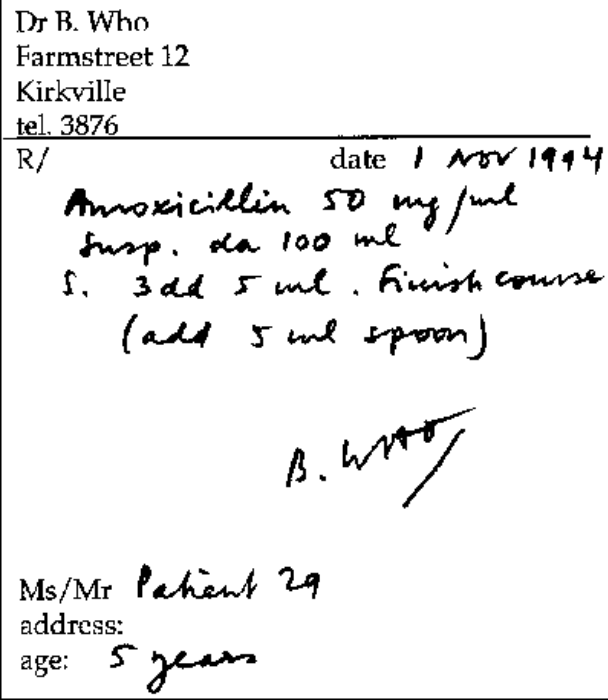 Dr B. Who
Farmstreet 12
Kirkville
tel. 3876
R/ date 1 Nov 1994
Amoxicillin 50 mg/ml
Susp. da 100 ml
S. 3dd 5 ml. Finish course
(add 5 ml spoon)
B. WHO
Ms/Mr Patient 29
address:
age: 5 years